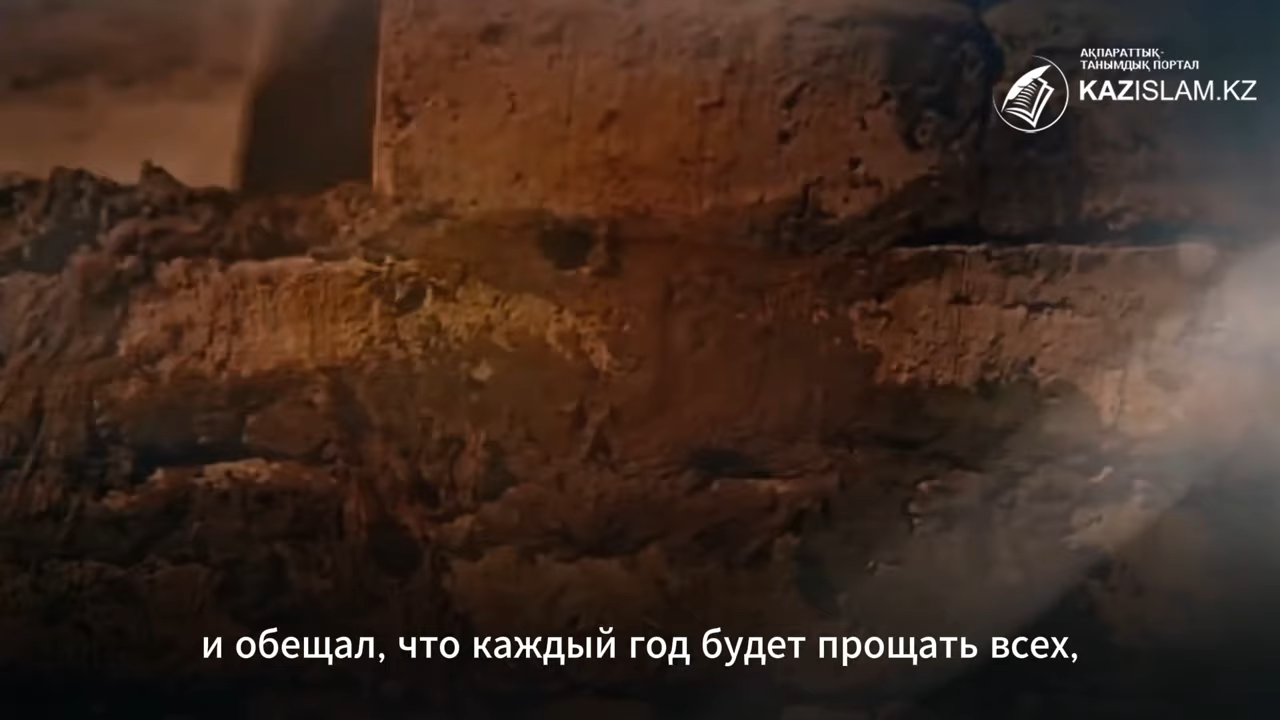 АҚПАРАТТЫҚ-
ТАНЫМДЫҚ ПОРТАЛ
KAZISLAM.KZ
и обещал, что каждый год будет прощать всех,